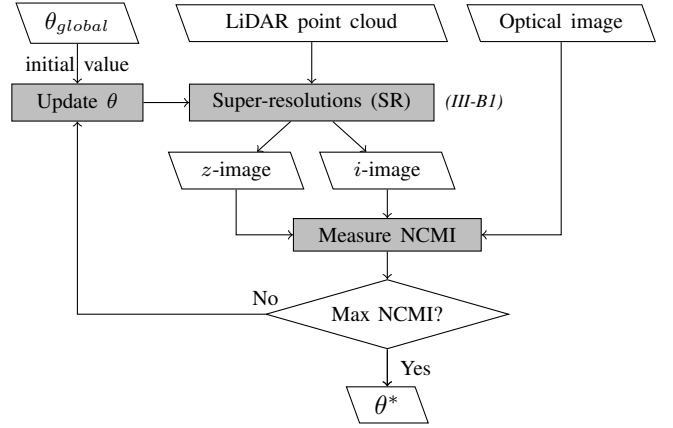 θglobal
LiDAR point cloud
Optical image
initial value
Update θ
Super-resolutions (SR)
(III-B1)
z-image
i-image
Measure NCMI
No
Max NCMI?
Yes
θ*